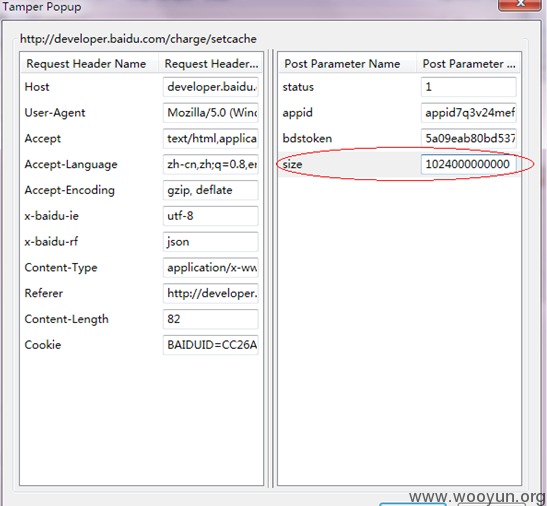 Tamper Popup
http://developer.baidu.com/charge/setcache
Request Header Name Request Header... Post Parameter Name Post Parameter ...
Host developer.baidu. status 1
User-Agent Mozilla/5.0 (Wind appid appid7q3v24mef
Accept text/html,applica bdstoken 5a09eab80bd537
Accept-Language zh-cn,zh;q=0.8,en size 1024000000000
Accept-Encoding gzip, deflate
x-baidu-ie utf-8
x-baidu-rf json
Content-Type application/x-ww
Referer http://developer.
Content-Length 82
Cookie BAIDUID=CC26A
www.wooyun.org